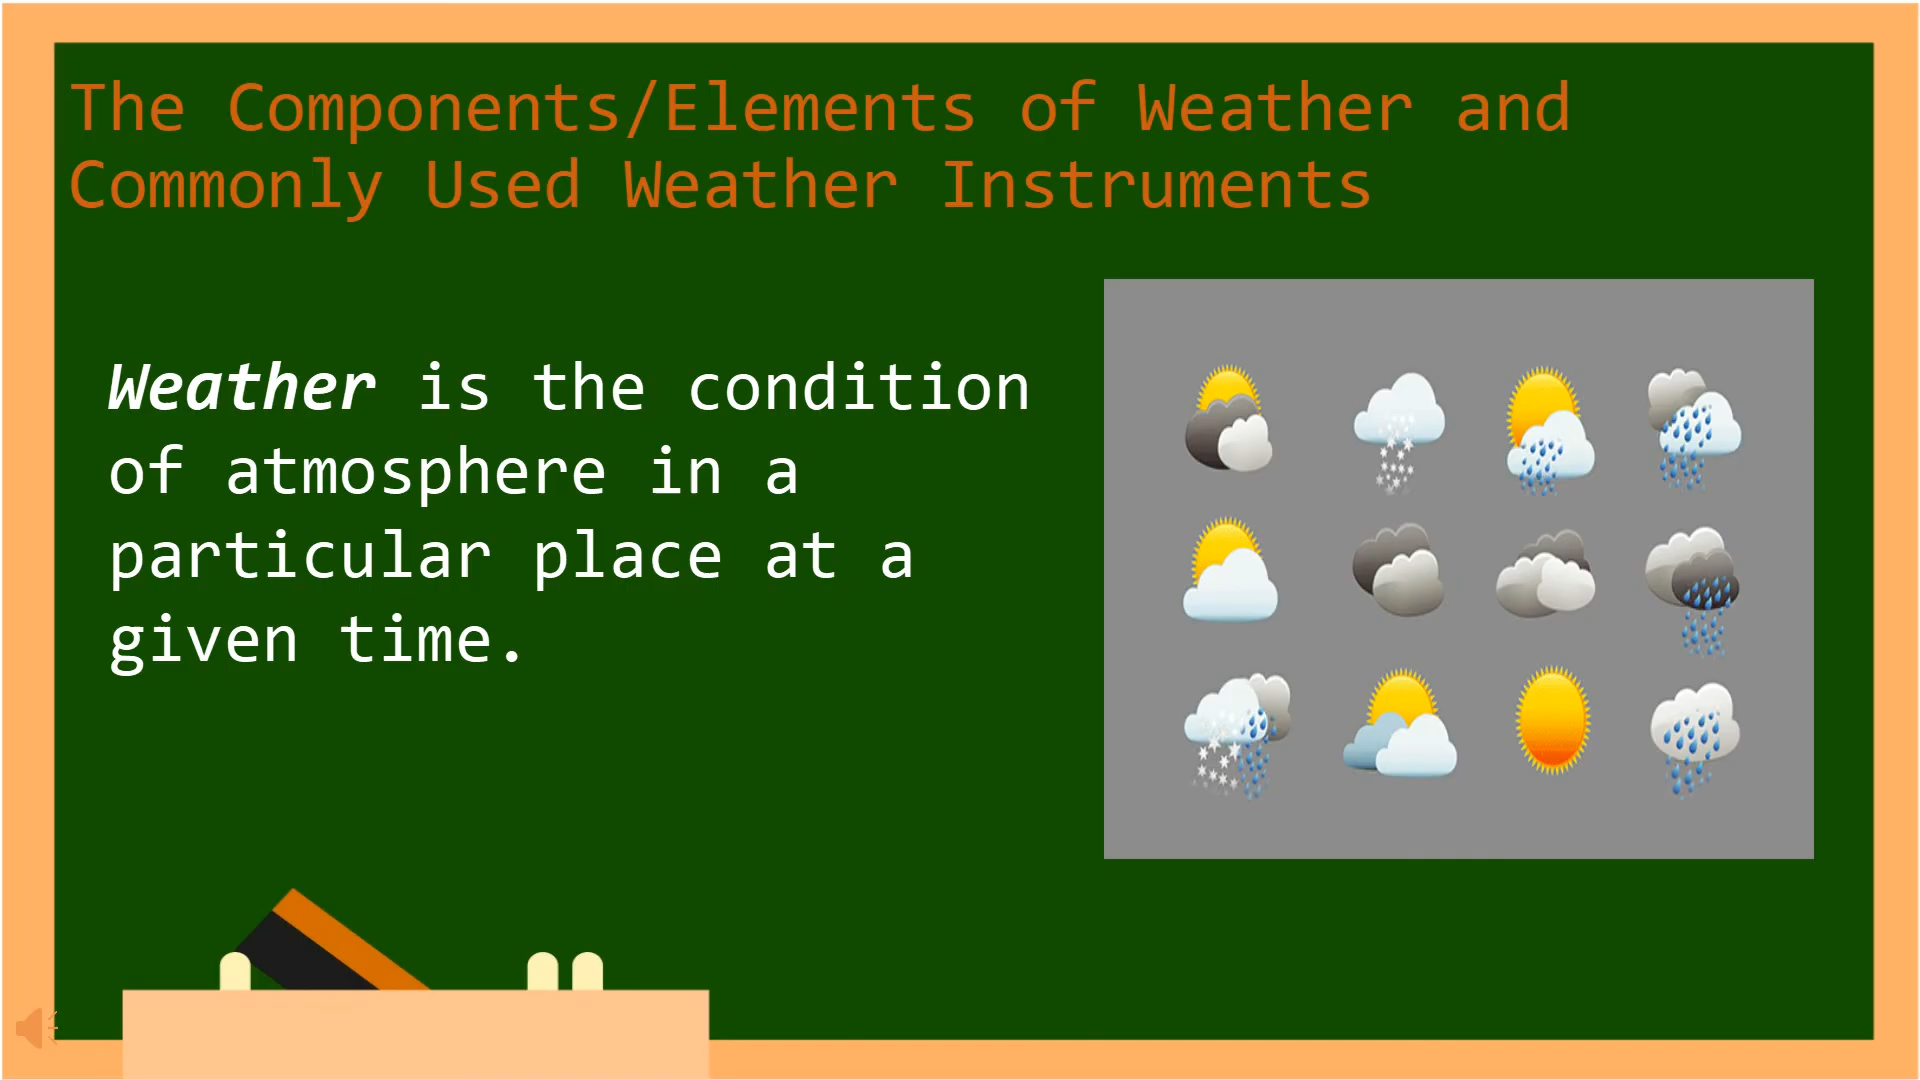 The Components/Elements of Weather and
Commonly Used Weather Instruments
Weather is the condition
of atmosphere in a
particular place at a
given time.